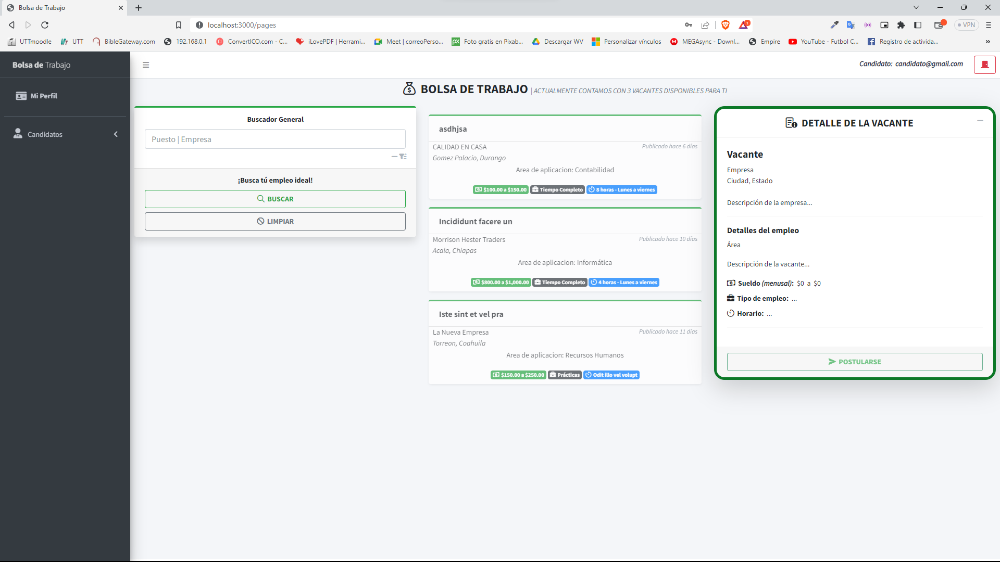 Bolsa de Trabajo
localhost:3000/pages
1
VPN
UTTmoodle
UTT
BibleGateway.com
192.168.0.1
ConvertICO.com - C...
iLovePDF | Herrami...
Meet | correoPerso...
Foto gratis en Pixab...
Descargar WV
Personalizar vínculos
MEGAsync - Downl...
Empire
YouTube - Futbol C...
Registro de activida...
»
Bolsa de Trabajo
Mi Perfil
Candidatos
Candidato: candidato@gmail.com
BOLSA DE TRABAJO | ACTUALMENTE CONTAMOS CON 3 VACANTES DISPONIBLES PARA TI
Buscador General
Puesto | Empresa
¡Busca tú empleo ideal!
BUSCAR
LIMPIAR
asdhjsa
CALIDAD EN CASA
Publicado hace 6 días
Gomez Palacio, Durango
Area de aplicacion: Contabilidad
$100.00 a $150.00 Tiempo Completo 8 horas - Lunes a viernes
Incididunt facere un
Morrison Hester Traders
Publicado hace 10 días
Acala, Chiapas
Area de aplicacion: Informática
$800.00 a $1,000.00 Tiempo Completo 4 horas - Lunes a viernes
Iste sint et vel pra
La Nueva Empresa
Publicado hace 11 días
Torreon, Coahuila
Area de aplicacion: Recursos Humanos
$150.00 a $250.00 Prácticas Odit illo vel volupt
DETALLE DE LA VACANTE
Vacante
Empresa
Ciudad, Estado
Descripción de la empresa...
Detalles del empleo
Área
Descripción de la vacante...
Sueldo (menusal): $0 a $0
Tipo de empleo: ...
Horario: ...
POSTULARSE